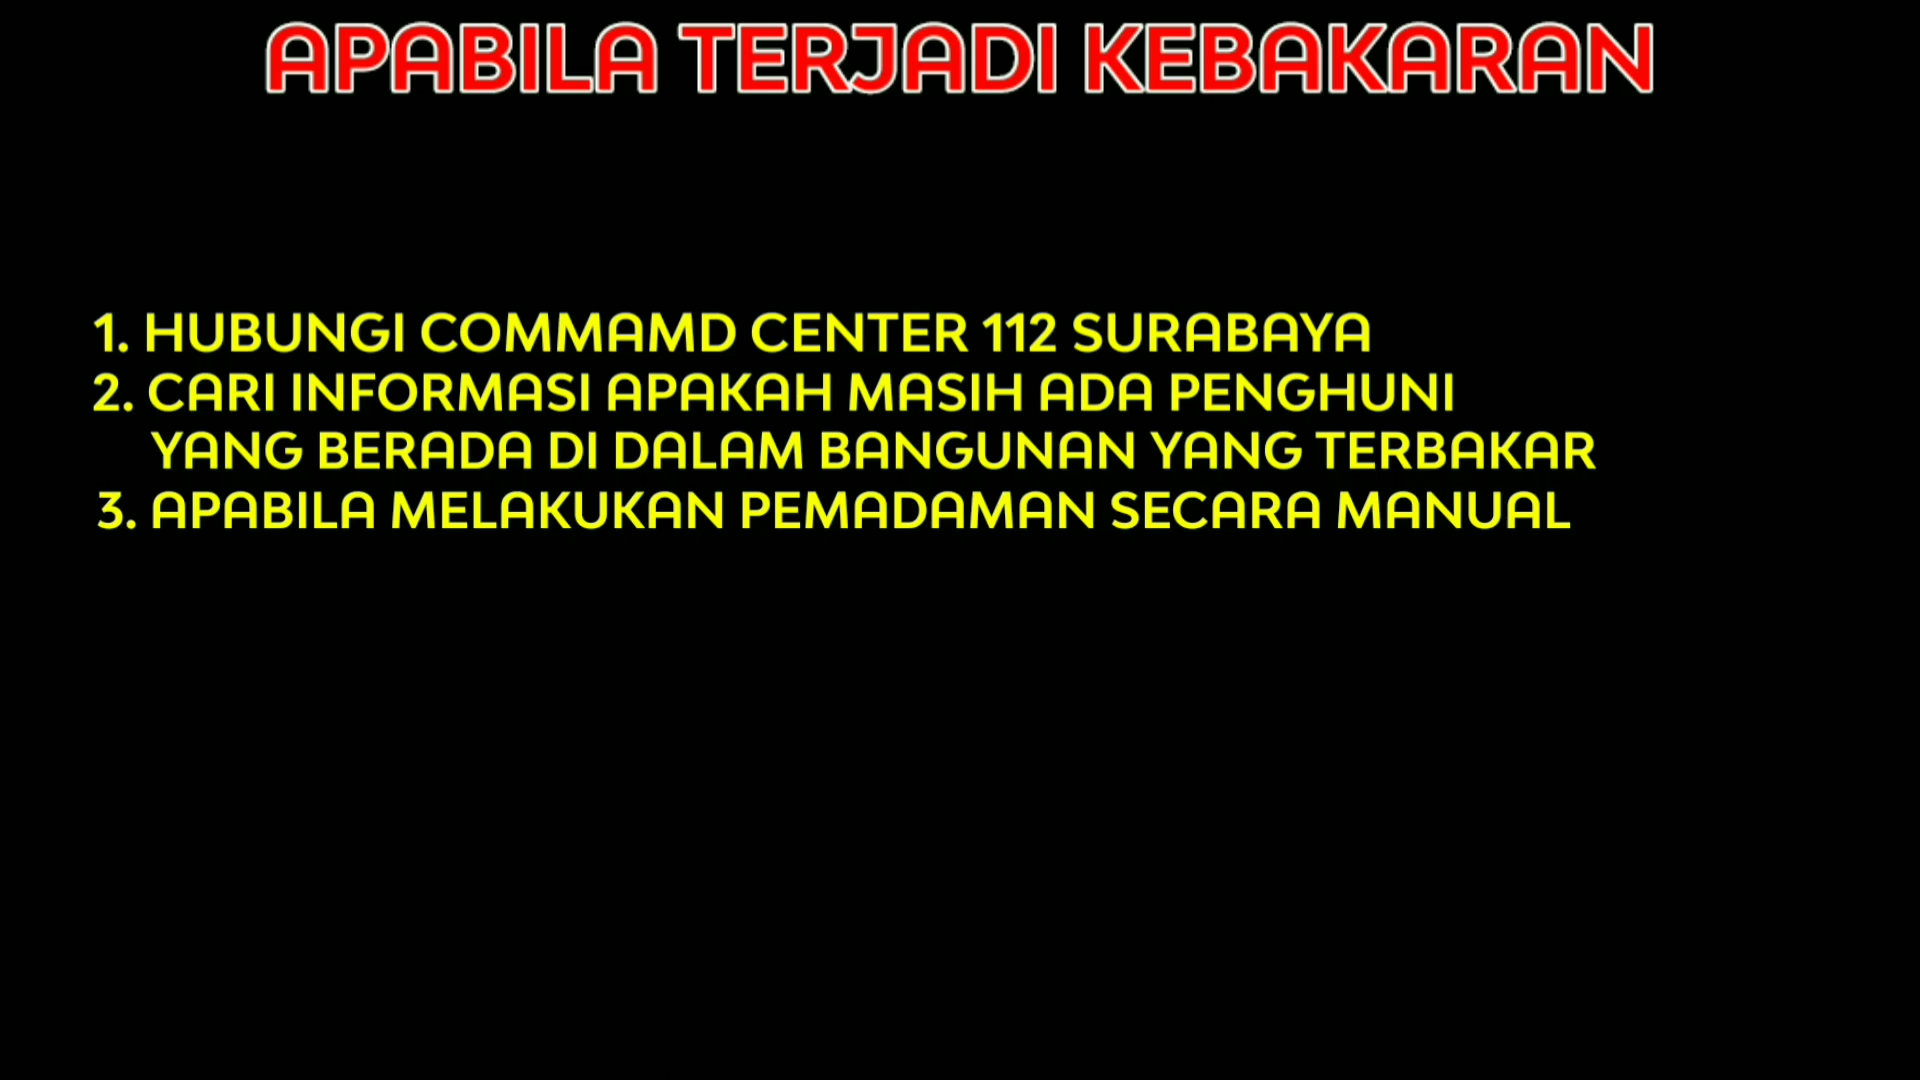 APABILA TERJADI KEBAKARAN
1. HUBUNGI COMMAMD CENTER 112 SURABAYA
2. CARI INFORMASI APAKAH MASIH ADA PENGHUNI
YANG BERADA DI DALAM BANGUNAN YANG TERBAKAR
3. APABILA MELAKUKAN PEMADAMAN SECARA MANUAL